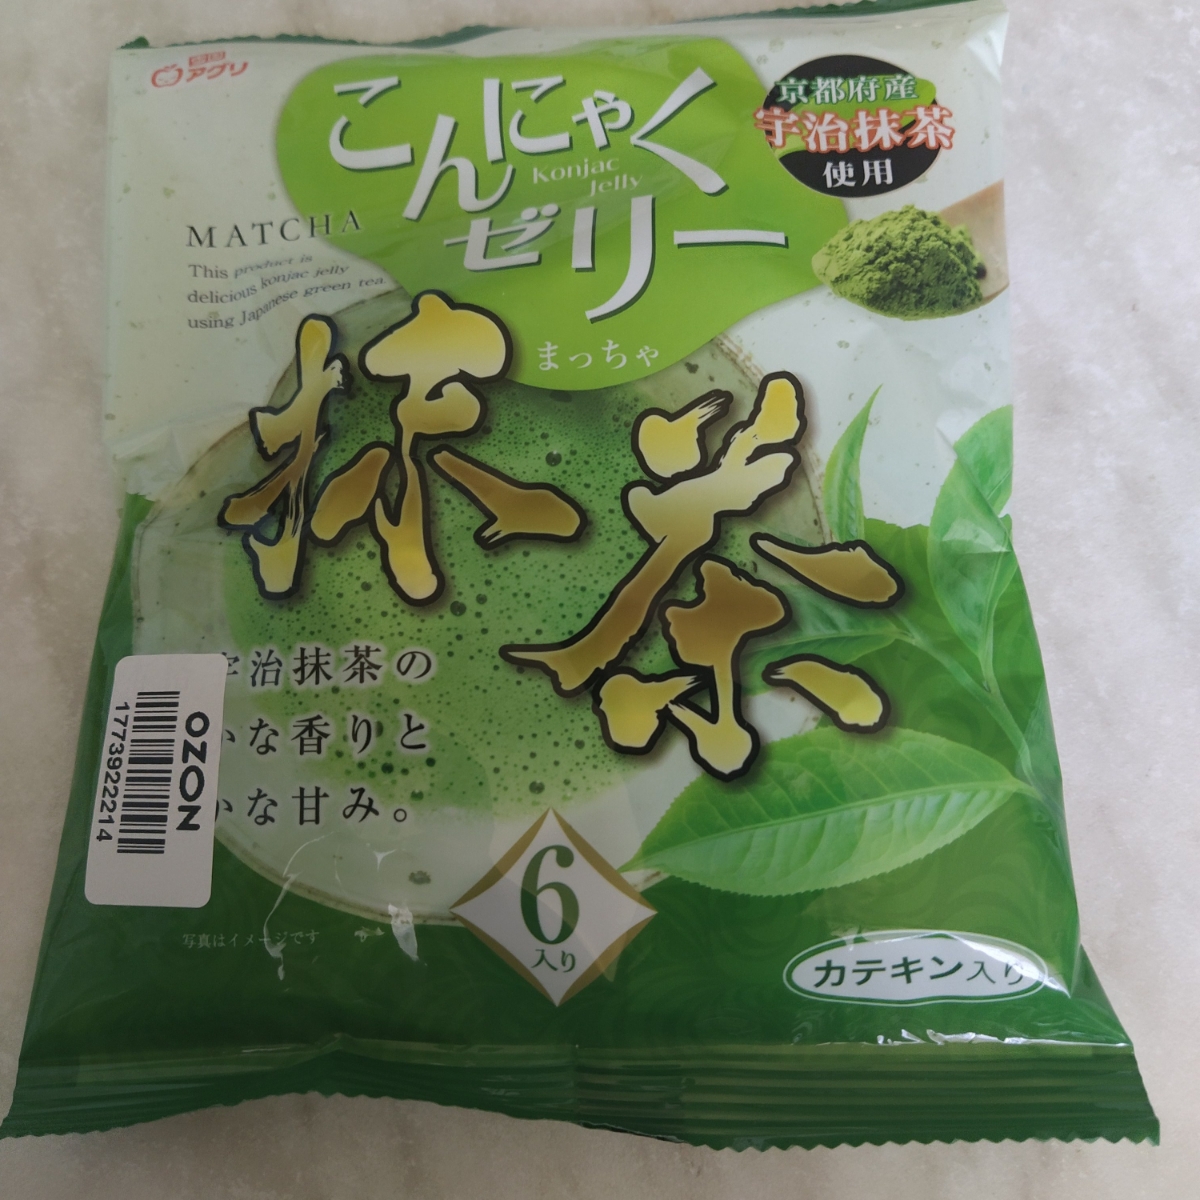 雪国
アグリ
こんにゃく
Konjac
Jelly
ゼリー
京都府産
宇治抹茶
使用
MATCHA
This product is
delicious konjac jelly
using Japanese green tea
まっちゃ
抹茶
宇治抹茶の
な香りと
な甘み。
OZON
1773922214
6
入り
写真はイメージです
カテキン入り